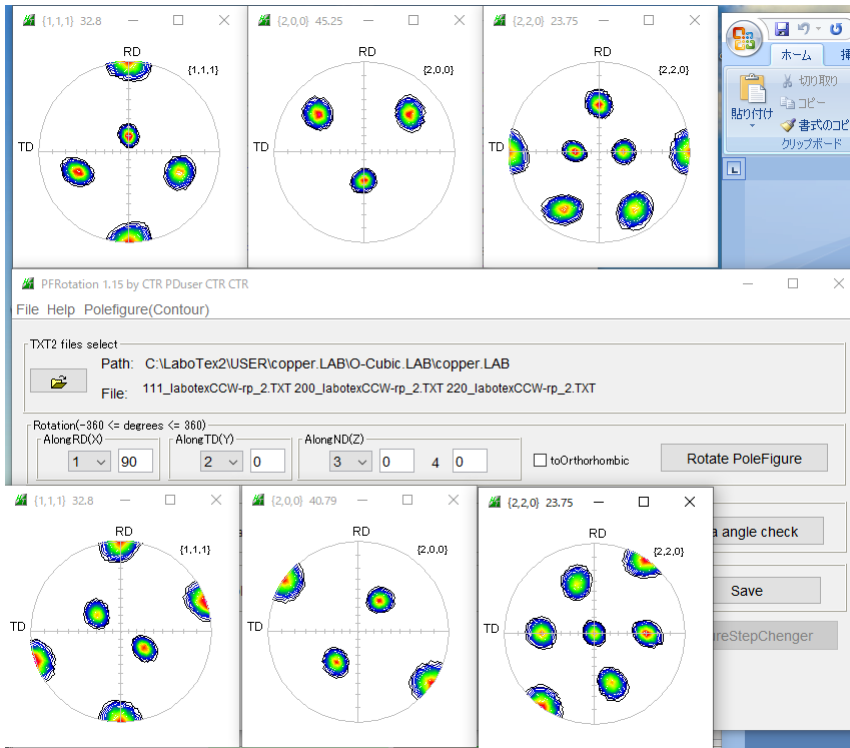 {1,1,1} 32.8
{2,0,0} 45.25
{2,2,0} 23.75
RD
{1,1,1}
TD
RD
{2,0,0}
RD
{2,2,0}
TD
ホーム
挿
貼り付け
切り取り
コピー
書式のコピ
クリップボード
L
PFRotation 1.15 by CTR PDuser CTR CTR
File Help Polefigure(Contour)
TXT2 files select
Path: C:\LaboTex2\USER\copper.LAB\O-Cubic.LAB\copper.LAB
File: 111_labotexCCW-rp_2.TXT 200_labotexCCW-rp_2.TXT 220_labotexCCW-rp_2.TXT
Rotation(-360 <= degrees <= 360)
AlongRD(X)
AlongTD(Y)
AlongND(Z)
1 90
2 0
3 0 4 0
toOrthorhombic
Rotate PoleFigure
{1,1,1} 32.8
{2,0,0} 40.79
{2,2,0} 23.75
RD
{1,1,1}
TD
RD
{2,0,0}
TD
RD
{2,2,0}
TD
a angle check
Save
ureStepChenger